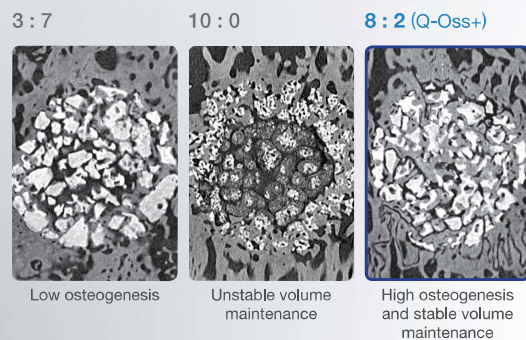 3 : 7
10 : 0
8 : 2 (Q-Oss+)
Low osteogenesis
Unstable volume
maintenance
High osteogenesis
and stable volume
maintenance